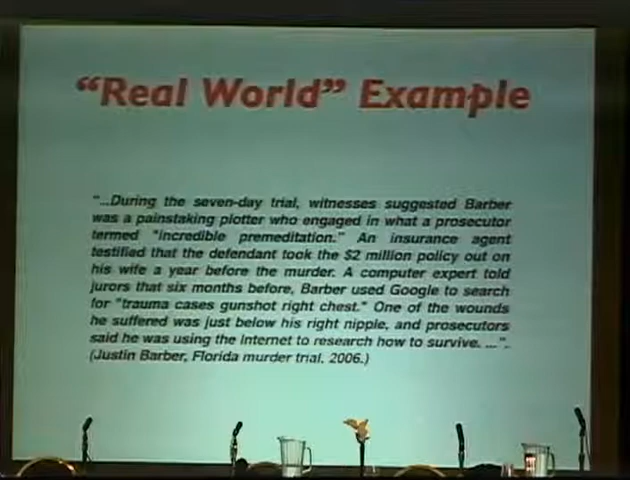 "Real World" Example
"...During the seven-day trial, witnesses suggested Barber
was a painstaking plotter who engaged in what a prosecutor
termed "incredible premeditation." An insurance agent
testified that the defendant took the $2 million policy out on
his wife a year before the murder. A computer expert told
jurors that six months before, Barber used Google to search
for "trauma cases gunshot right chest." One of the wounds
he suffered was just below his right nipple, and prosecutors
said he was using the Internet to research how to survive. ...".
(Justin Barber, Florida murder trial, 2006.)